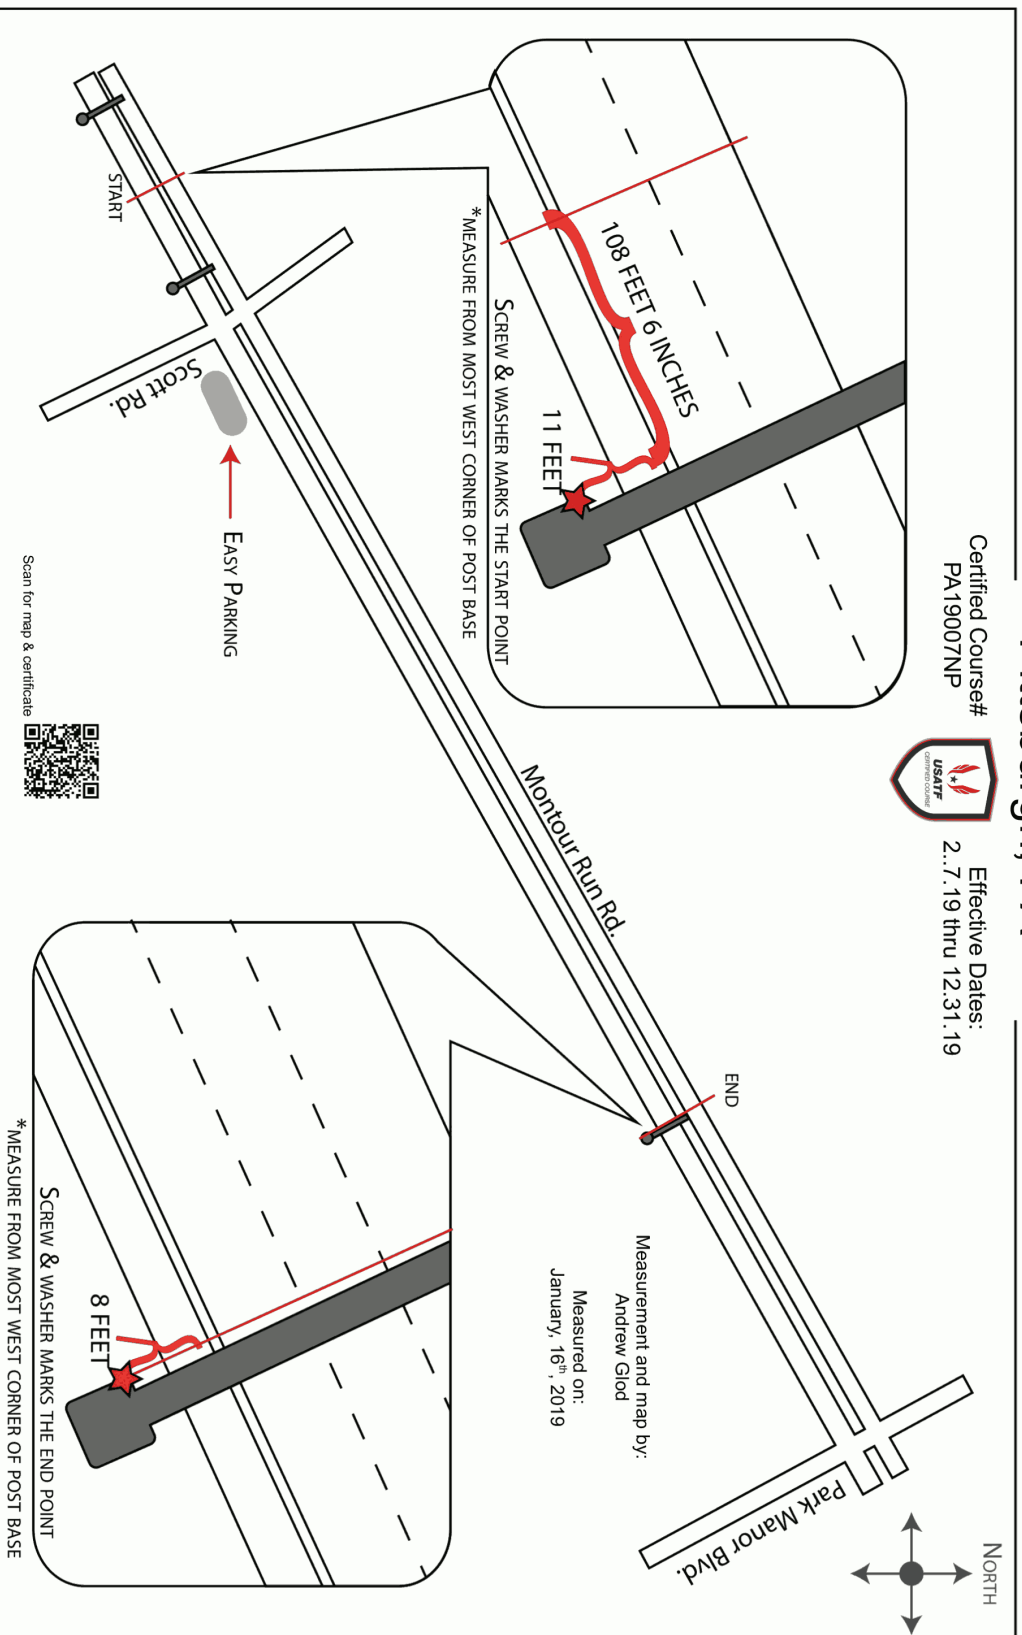 Certified Course#
PA19007NP
USATF
CERTIFIED COURSE
Effective Dates:
2..7.19 thru 12.31.19
NORTH
108 FEET 6 INCHES
11 FEET
SCREW & WASHER MARKS THE START POINT
*MEASURE FROM MOST WEST CORNER OF POST BASE
START
Scott Rd.
EASY PARKING
Montour Run Rd.
END
Park Manor Blvd.
Measurement and map by:
Andrew Glod
Measured on:
January, 16th, 2019
8 FEET
SCREW & WASHER MARKS THE END POINT
*MEASURE FROM MOST WEST CORNER OF POST BASE
Scan for map & certificate